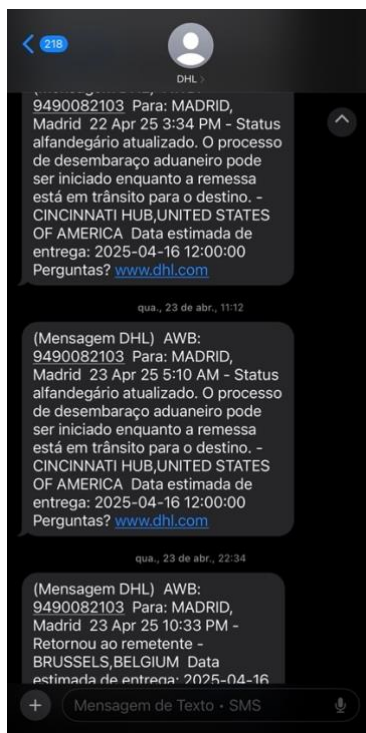 218
DHL
9490082103 Para: MADRID,
Madrid 22 Apr 25 3:34 PM - Status
alfandegário atualizado. O processo
de desembaraço aduaneiro pode
ser iniciado enquanto a remessa
está em trânsito para o destino. -
CINCINNATI HUB,UNITED STATES
OF AMERICA Data estimada de
entrega: 2025-04-16 12:00:00
Perguntas? www.dhl.com
qua., 23 de abr., 11:12
(Mensagem DHL) AWB:
9490082103 Para: MADRID,
Madrid 23 Apr 25 5:10 AM - Status
alfandegário atualizado. O processo
de desembaraço aduaneiro pode
ser iniciado enquanto a remessa
está em trânsito para o destino. -
CINCINNATI HUB,UNITED STATES
OF AMERICA Data estimada de
entrega: 2025-04-16 12:00:00
Perguntas? www.dhl.com
qua., 23 de abr., 22:34
(Mensagem DHL) AWB:
9490082103 Para: MADRID,
Madrid 23 Apr 25 10:33 PM -
Retornou ao remetente -
BRUSSELS,BELGIUM Data
estimada de entrega: 2025-04-16
Mensagem de Texto • SMS